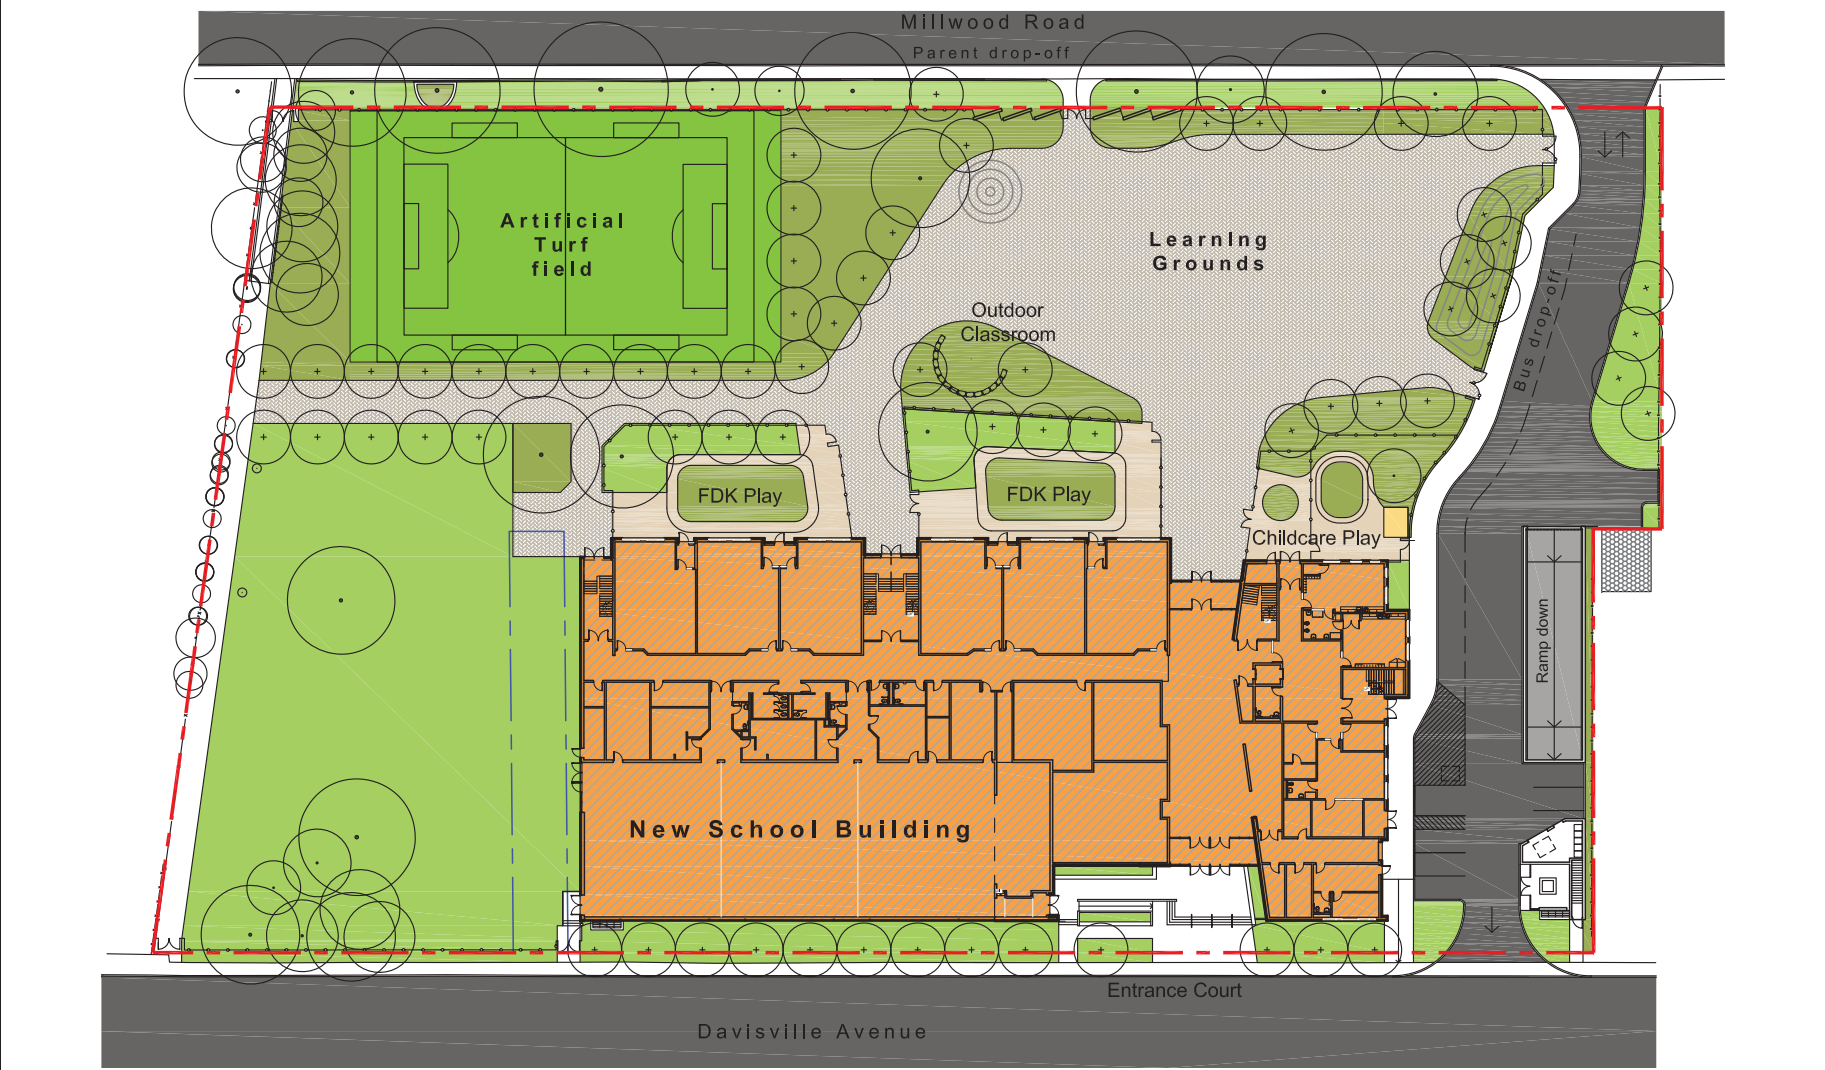 Millwood Road
Parent drop-off
Artificial
Turf
field
LearnIng
Grounds
Outdoor
Classroom
Bus drop-off
FDK Play
FDK Play
Childcare Play
Ramp down
New School Building
Entrance Court
Davisville Avenue